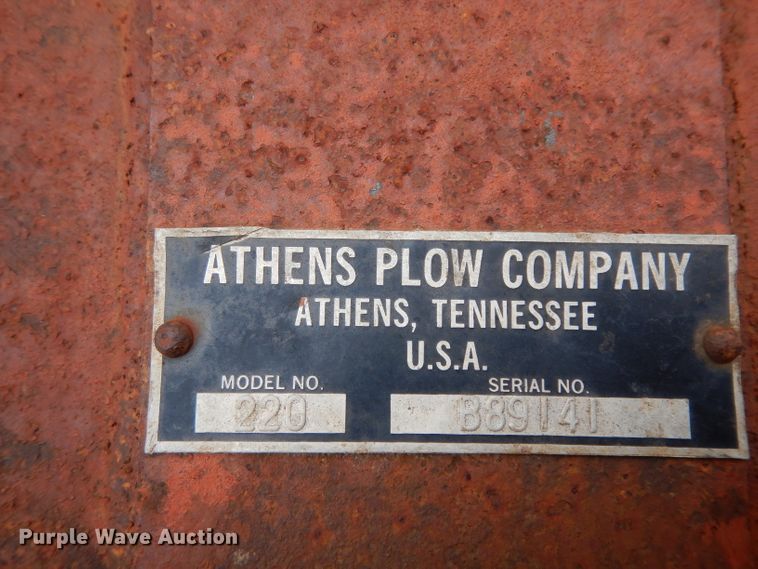 ATHENS PLOW COMPANY
ATHENS, TENNESSEE
U.S.A.
MODEL NO. SERIAL NO.
220 B89141
Purple Wave Auction